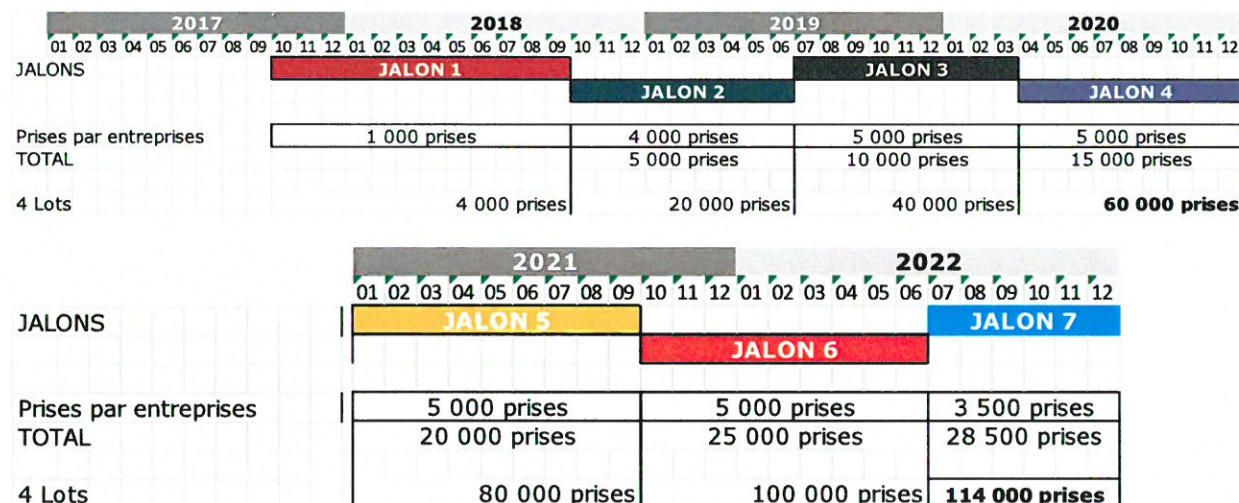 2017 2018 2019 2020
01 02 03 04 05 06 07 08 09 10 11 12 01 02 03 04 05 06 07 08 09 10 11 12 01 02 03 04 05 06 07 08 09 10 11 12 01 02 03 04 05 06 07 08 09 10 11 12
JALONS JALON 1 JALON 3
JALON 2 JALON 4
Prises par entreprises 1 000 prises 4 000 prises 5 000 prises 5 000 prises
TOTAL 5 000 prises 10 000 prises 15 000 prises
4 Lots 4 000 prises 20 000 prises 40 000 prises 60 000 prises
2021 2022
01 02 03 04 05 06 07 08 09 10 11 12 01 02 03 04 05 06 07 08 09 10 11 12
JALONS JALON 5 JALON 7
JALON 6
Prises par entreprises 5 000 prises 5 000 prises 3 500 prises
TOTAL 20 000 prises 25 000 prises 28 500 prises
4 Lots 80 000 prises 100 000 prises 114 000 prises